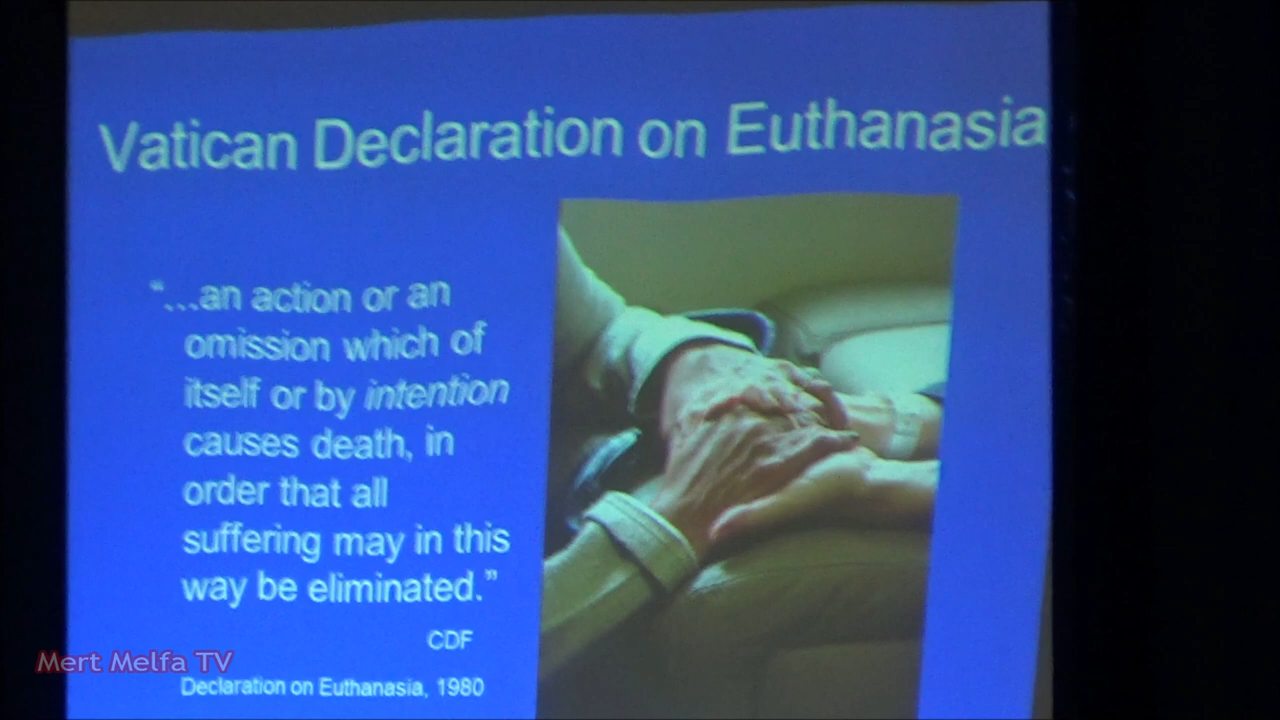 Vatican Declaration on Euthanasia
“...an action or an
omission which of
itself or by intention
causes death, in
order that all
suffering may in this
way be eliminated.”
CDF
Declaration on Euthanasia, 1980
Mert Melfa TV